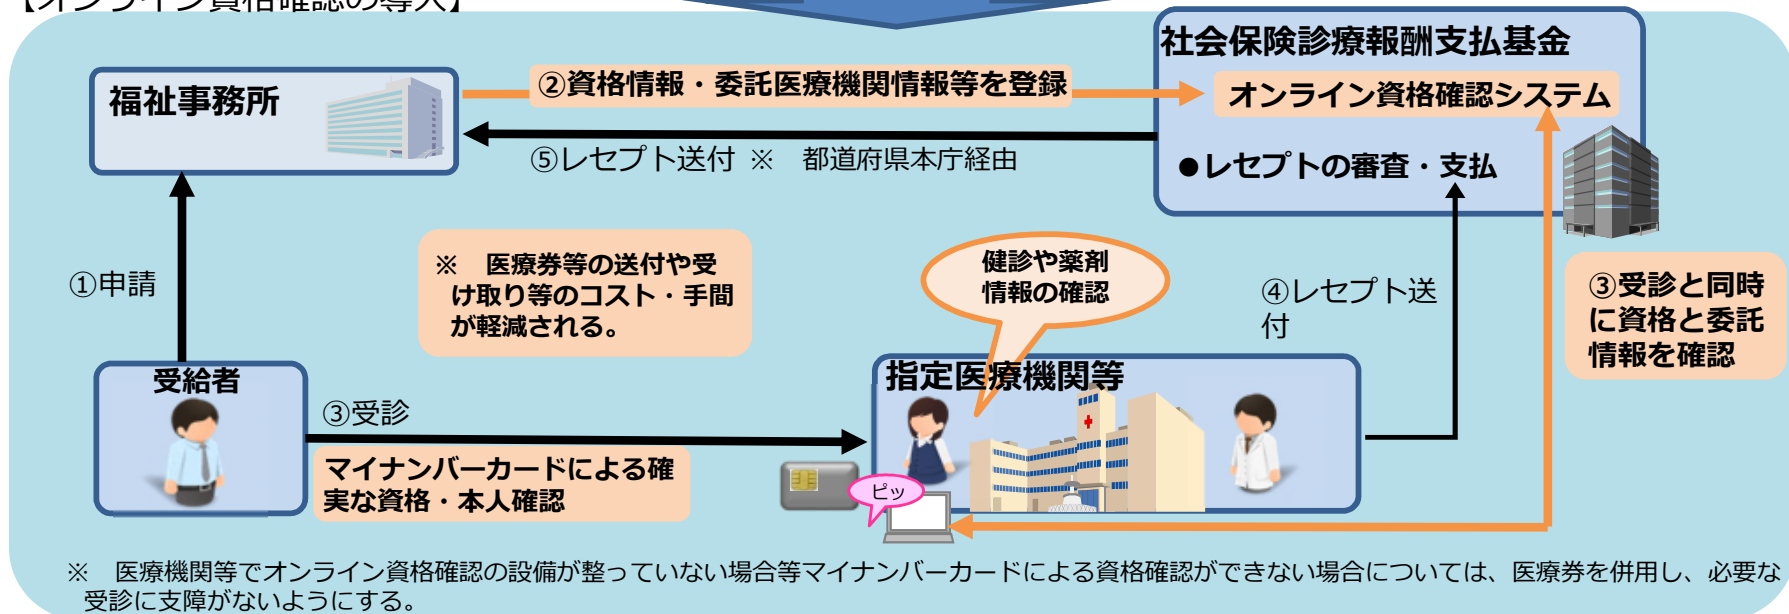 【オンライン資格確認の導入】
社会保険診療報酬支払基金
福祉事務所
②資格情報・委託医療機関情報等を登録
オンライン資格確認システム
⑤レセプト送付 ※　都道府県本庁経由
●レセプトの審査・支払
①申請
※　医療券等の送付や受
け取り等のコスト・手間
が軽減される。
健診や薬剤
情報の確認
④レセプト送
付
③受診と同時
に資格と委託
情報を確認
受給者
③受診
マイナンバーカードによる確
実な資格・本人確認
指定医療機関等
ピッ
※　医療機関等でオンライン資格確認の設備が整っていない場合等マイナンバーカードによる資格確認ができない場合については、医療券を併用し、必要な
受診に支障がないようにする。